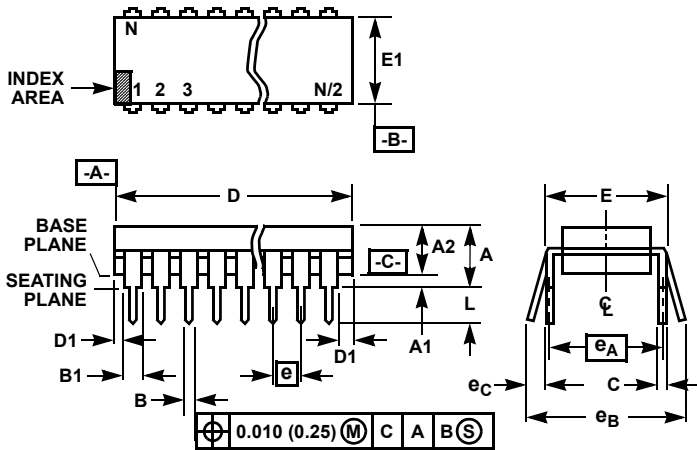 N
E1
INDEX
AREA
1 2 3 N/2
-B-
-A-
D
E
BASE
PLANE
A2
A
-C-
SEATING
PLANE
L
C
L
D1
A1
D1
eA
B1
e
eC
C
B
eB
0.010 (0.25) M C A B S